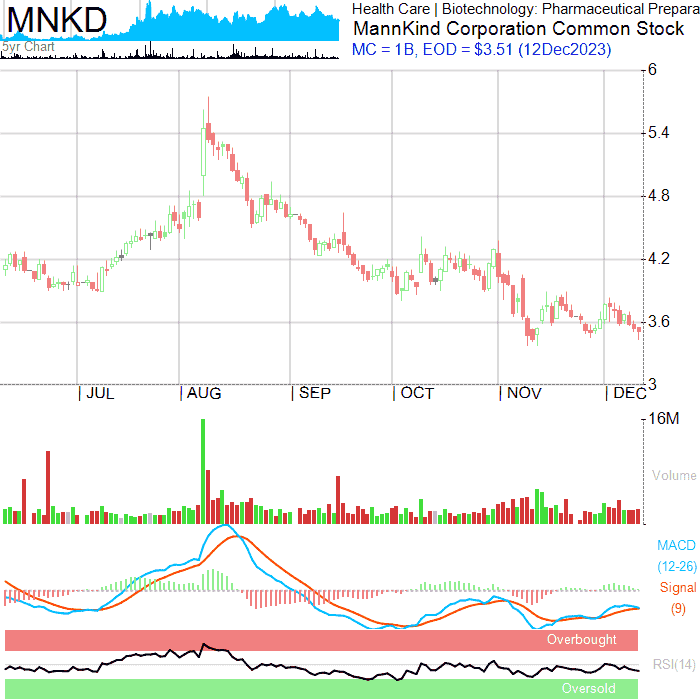 MNKD
5yr Chart
Health Care | Biotechnology: Pharmaceutical Prepara
MannKind Corporation Common Stock
MC = 1B, EOD = $3.51 (12Dec2023)
6
5.4
4.8
4.2
3.6
3
JUL AUG SEP OCT NOV DEC
16M
Volume
MACD
(12-26)
Signal
(9)
Overbought
RSI(14)
Oversold